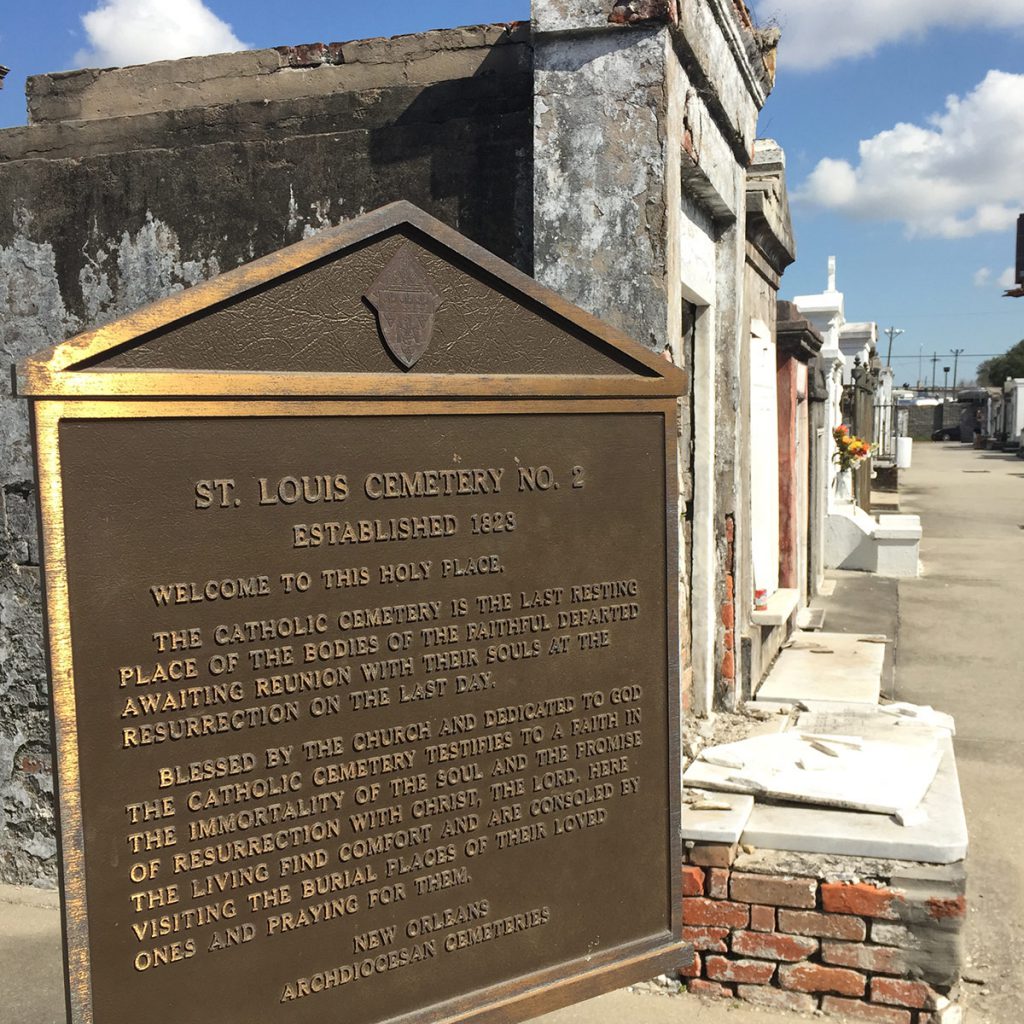 ST. LOUIS CEMETERY NO. 2
ESTABLISHED 1823
WELCOME TO THIS HOLY PLACE.
THE CATHOLIC CEMETERY IS THE LAST RESTING
PLACE OF THE BODIES OF THE FAITHFUL DEPARTED
AWAITING REUNION WITH THEIR SOULS AT THE
RESURRECTION ON THE LAST DAY.
BLESSED BY THE CHURCH AND DEDICATED TO GOD
THE CATHOLIC CEMETERY TESTIFIES TO A FAITH IN
THE IMMORTALITY OF THE SOUL AND THE PROMISE
OF RESURRECTION WITH CHRIST, THE LORD. HERE
THE LIVING FIND COMFORT AND ARE CONSOLED BY
VISITING THE BURIAL PLACES OF THEIR LOVED
ONES AND PRAYING FOR THEM.
NEW ORLEANS
ARCHDIOCESAN CEMETERIES